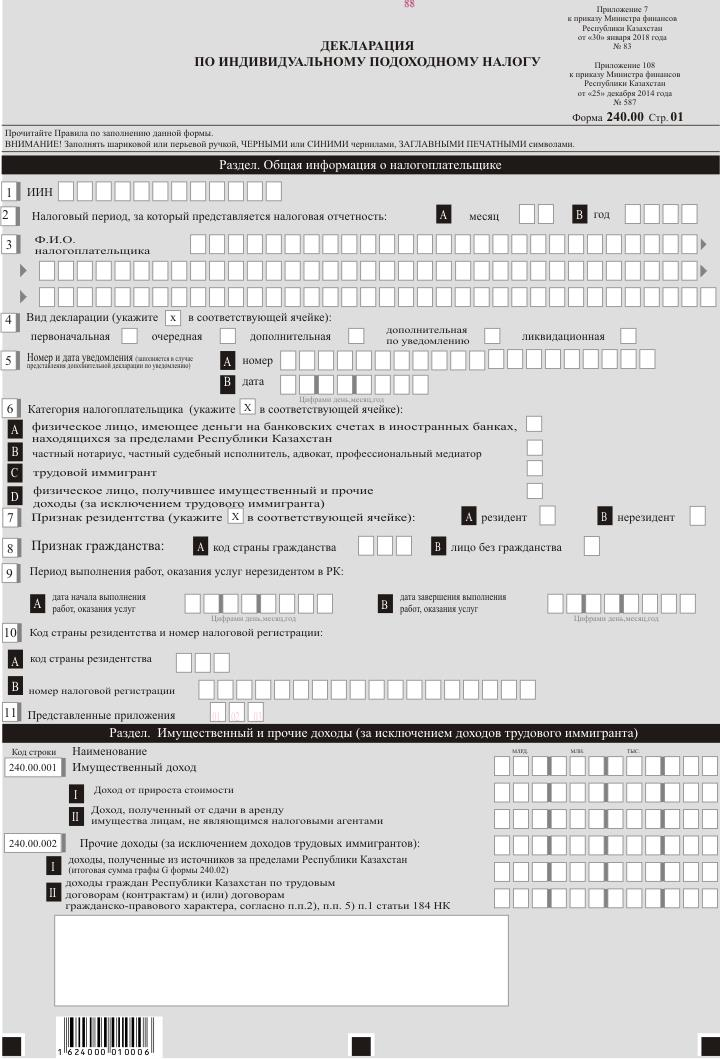 88
Приложение 7
к приказу Министра финансов
Республики Казахстан
от «30» января 2018 года
№ 83
Приложение 108
к приказу Министра финансов
Республики Казахстан
от «25» декабря 2014 года
№ 587
ДЕКЛАРАЦИЯ
ПО ИНДИВИДУАЛЬНОМУ ПОДОХОДНОМУ НАЛОГУ
Форма 240.00 Стр. 01
Прочитайте Правила по заполнению данной формы.
ВНИМАНИЕ! Заполнять шариковой или перьевой ручкой, ЧЕРНЫМИ или СИНИМИ чернилами, ЗАГЛАВНЫМИ ПЕЧАТНЫМИ символами.
Раздел. Общая информация о налогоплательщике
1 ИИН
2 Налоговый период, за который представляется налоговая отчетность: A месяц B год
3 Ф.И.О.
налогоплательщика
4 Вид декларации (укажите x в соответствующей ячейке):
первоначальная очередная дополнительная дополнительная
по уведомлению ликвидационная
5 Номер и дата уведомления (заполняется в случае
представления дополнительной декларации по уведомлению) A номер
B дата
Цифрами день,месяц,год
6 Категория налогоплательщика (укажите X в соответствующей ячейке):
A физическое лицо, имеющее деньги на банковских счетах в иностранных банках,
находящихся за пределами Республики Казахстан
B частный нотариус, частный судебный исполнитель, адвокат, профессиональный медиатор
C трудовой иммигрант
D физическое лицо, получившее имущественный и прочие
доходы (за исключением трудового иммигранта)
7 Признак резидентства (укажите X в соответствующей ячейке): A резидент B нерезидент
8 Признак гражданства: A код страны гражданства B лицо без гражданства
9 Период выполнения работ, оказания услуг нерезидентом в РК:
A дата начала выполнения
работ, оказания услуг
B дата завершения выполнения
работ, оказания услуг
Цифрами день,месяц,год Цифрами день,месяц,год
10 Код страны резидентства и номер налоговой регистрации:
A код страны резидентства
B номер налоговой регистрации
11 Представленные приложения 01 02 03
Раздел. Имущественный и прочие доходы (за исключением доходов трудового иммигранта)
Код строки Наименование МЛРД. МЛН. ТЫС.
240.00.001 Имущественный доход
I Доход от прироста стоимости
II Доход, полученный от сдачи в аренду
имущества лицам, не являющимся налоговыми агентами
240.00.002 Прочие доходы (за исключением доходов трудовых иммигрантов):
I доходы, полученные из источников за пределами Республики Казахстан
(итоговая сумма графы G формы 240.02)
II доходы граждан Республики Казахстан по трудовым
договорам (контрактам) и (или) договорам
гражданско-правового характера, согласно п.п.2), п.п. 5) п.1 статьи 184 НК
1 624000 010006